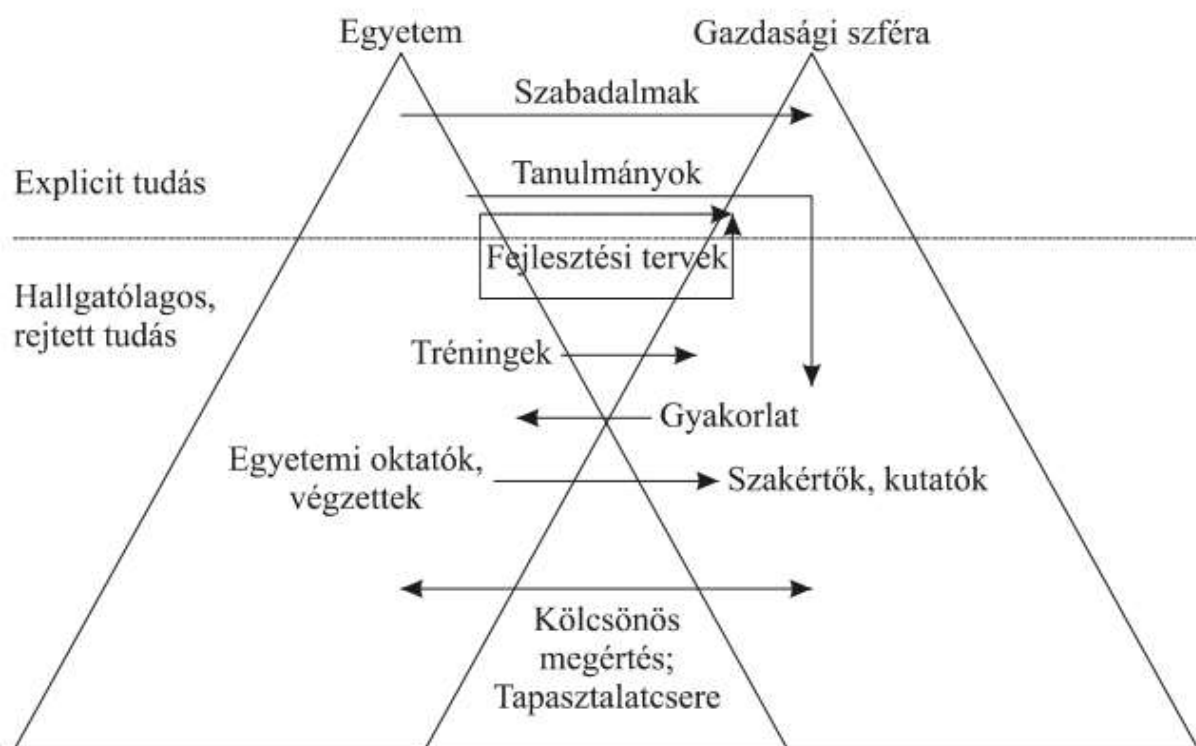 Egyetem
Gazdasági szféra
Szabadalmak
Explicit tudás
Tanulmányok
Fejlesztési tervek
Hallgatólagos,
rejtett tudás
Tréningek
Gyakorlat
Egyetemi oktatók,
végzettek
Szakértők, kutatók
Kölcsönös
megértés;
Tapasztalatcsere